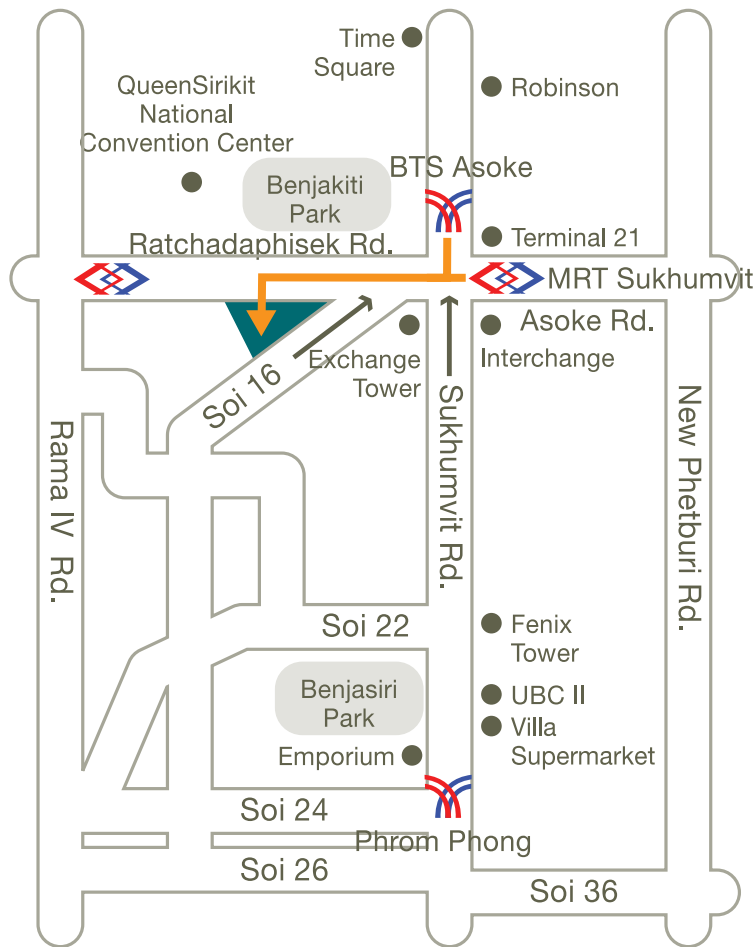 Time
Square
Robinson
QueenSirikit
National
Convention Center
BTS Asoke
Benjakiti
Park
Ratchadaphisek Rd.
Terminal 21
MRT Sukhumvit
Asoke Rd.
Exchange
Tower
Interchange
Soi 16
Rama IV Rd.
Sukhumvit Rd.
New Phetburi Rd.
Soi 22
Fenix
Tower
Benjasiri
Park
UBC II
Villa
Supermarket
Emporium
Soi 24
Phrom Phong
Soi 26
Soi 36